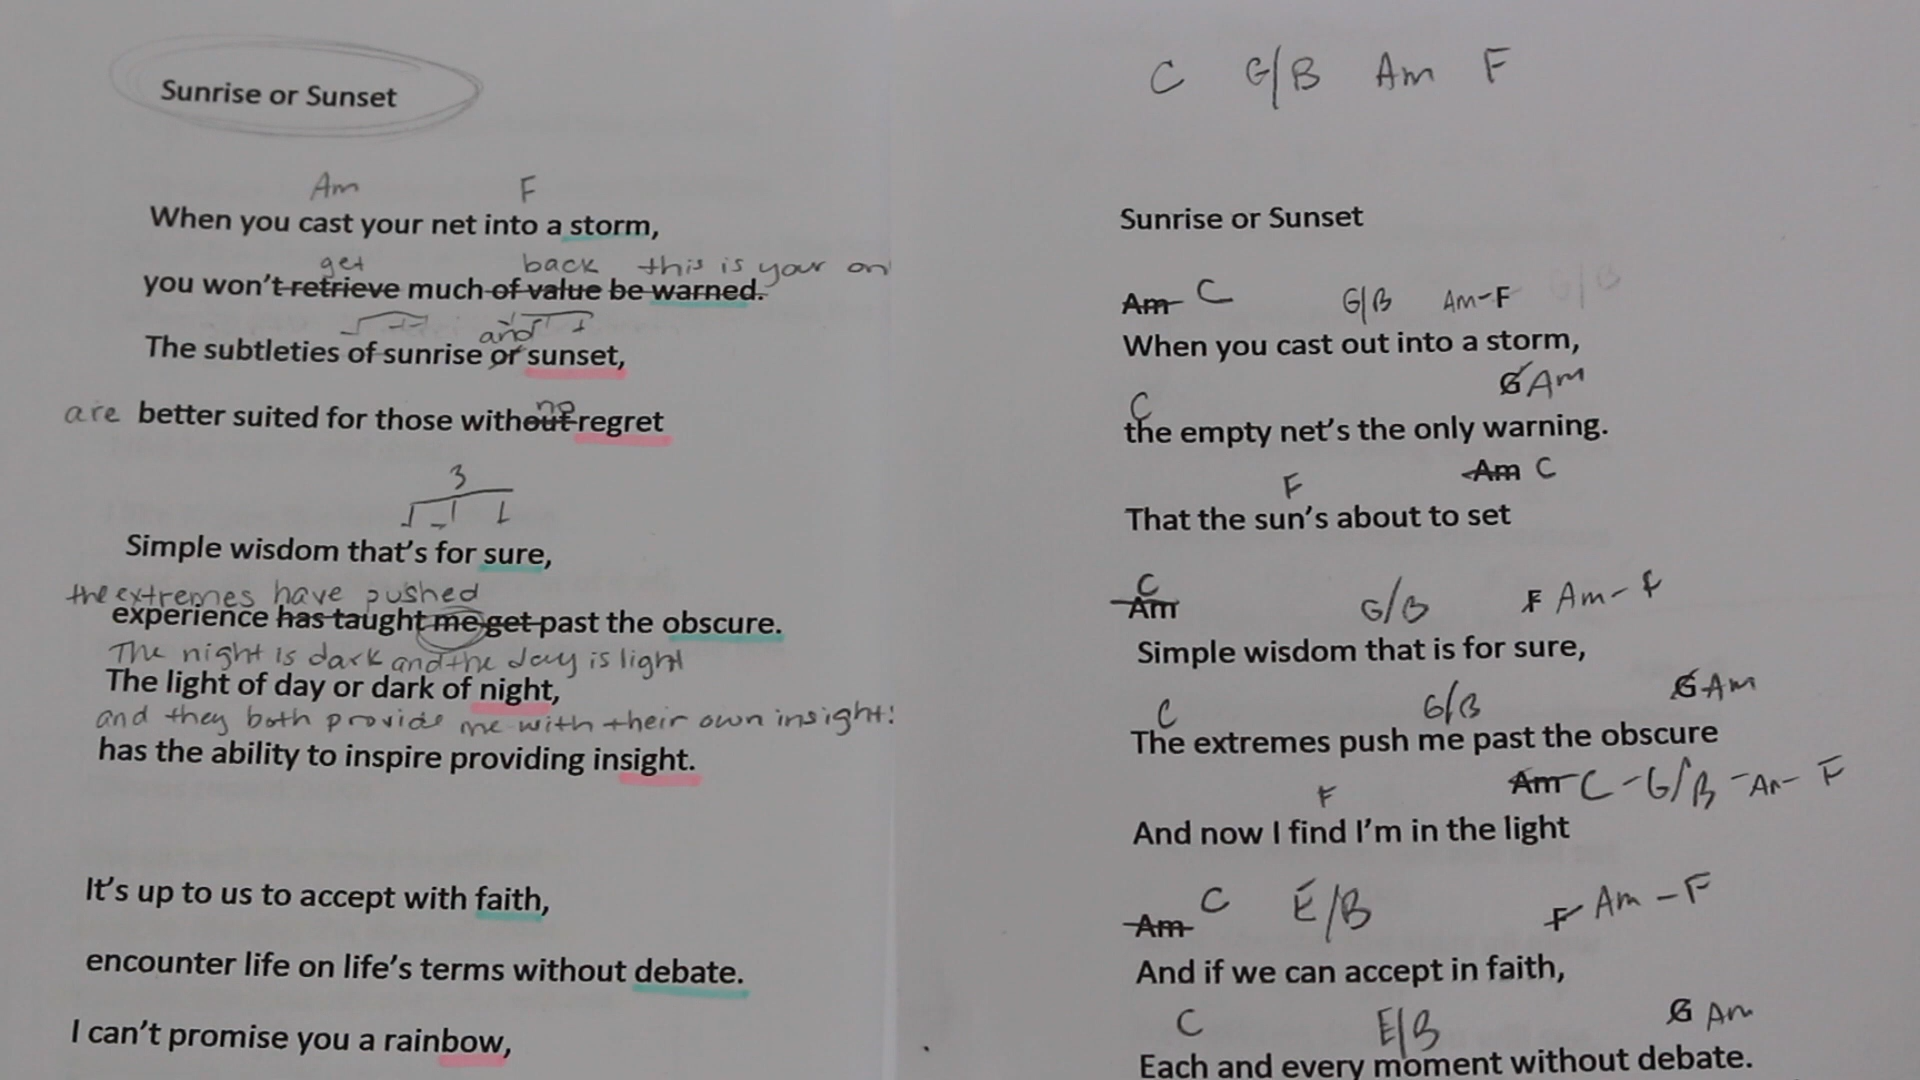 Sunrise or Sunset
Am F
When you cast your net into a storm,
get back this is your on
you won't retrieve much of value be warned.
and
The subtleties of sunrise or sunset,
no
are better suited for those without regret
3
Simple wisdom that's for sure,
the extremes have pushed
experience has taught me get past the obscure.
The night is dark and the day is light
The light of day or dark of night,
and they both provide me with their own insight!
has the ability to inspire providing insight.
It's up to us to accept with faith,
encounter life on life's terms without debate.
I can't promise you a rainbow,
C G/B Am F
Sunrise or Sunset
Am C G/B Am-F G/B
When you cast out into a storm,
G Am
C
the empty net's the only warning.
F Am C
That the sun's about to set
C
Am G/B F Am-F
Simple wisdom that is for sure,
C G/B G Am
The extremes push me past the obscure
F Am C-G/B-Am-F
And now I find I'm in the light
Am C E/B F Am-F
And if we can accept in faith,
C E/B G Am
Each and every moment without debate.